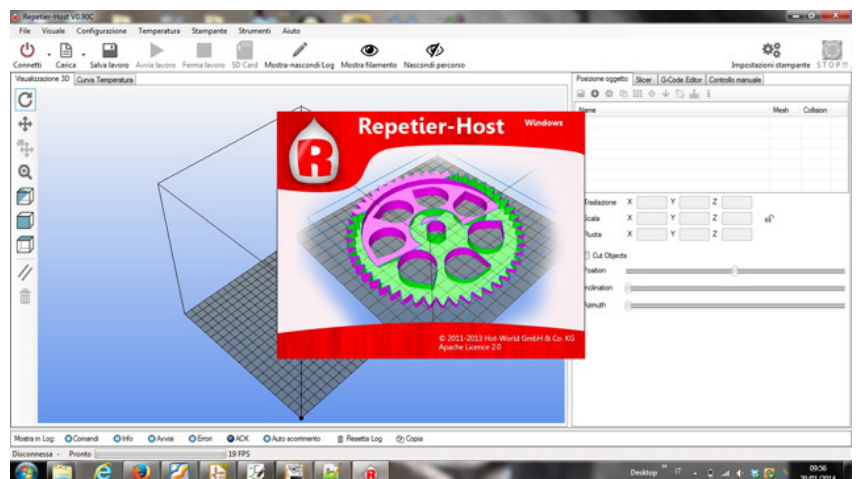 Repetier-Host V0.90C
File Visuale Configurazione Temperatura Stampante Strumenti Aiuto
Connetti Carica Salva lavoro Avvia lavoro Ferma lavoro SD Card Mostra-nascondi Log Mostra filamento Nascondi percorso Impostazioni stampante STOP!!!
Visualizzazione 3D Curva Temperatura Posizione oggetto Slicer G-Code Editor Controllo manuale
Name Mesh Collision
Repetier-Host Windows
R
Traslazione X Y Z
Scala X Y Z
Ruota X Y Z
Cut Objects
Position
Inclination
Azimuth
© 2011-2013 Hot-World GmbH & Co. KG
Apache Licence 2.0
Mostra in Log: Comandi Info Avvisi Errori ACK Auto scorrimento Resetta Log Copia
Disconnessa - Pronto 19 FPS
Desktop IT 09:56
20/01/2014